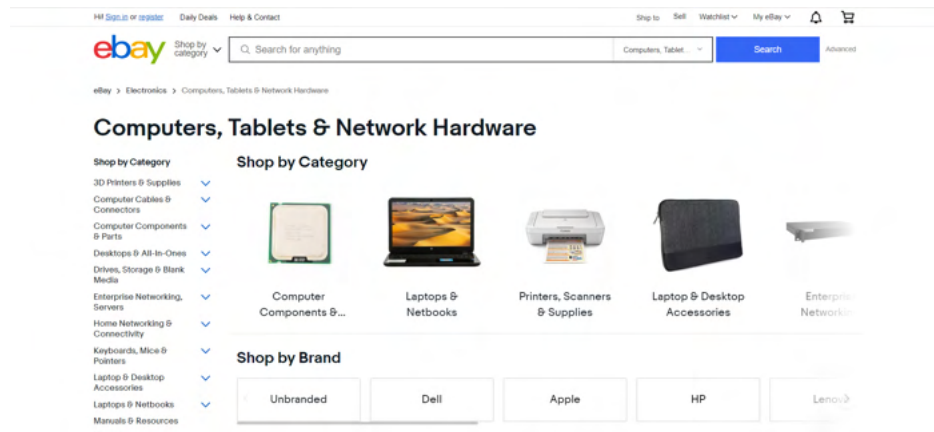 Hi! Sign in or register Daily Deals Help & Contact Ship to Sell Watchlist My eBay
ebay Shop by category Search for anything Computers, Tablet... Search Advanced
eBay > Electronics > Computers, Tablets & Network Hardware
Computers, Tablets & Network Hardware
Shop by Category
3D Printers & Supplies
Computer Cables &
Connectors
Computer Components
& Parts
Desktops & All-In-Ones
Drives, Storage & Blank
Media
Enterprise Networking,
Servers
Home Networking &
Connectivity
Keyboards, Mice &
Pointers
Laptop & Desktop
Accessories
Laptops & Netbooks
Manuals & Resources
Shop by Category
Computer
Components &...
Laptops &
Netbooks
Printers, Scanners
& Supplies
Laptop & Desktop
Accessories
Enterprise
Networkin
Shop by Brand
Unbranded
Dell
Apple
HP
Lenov